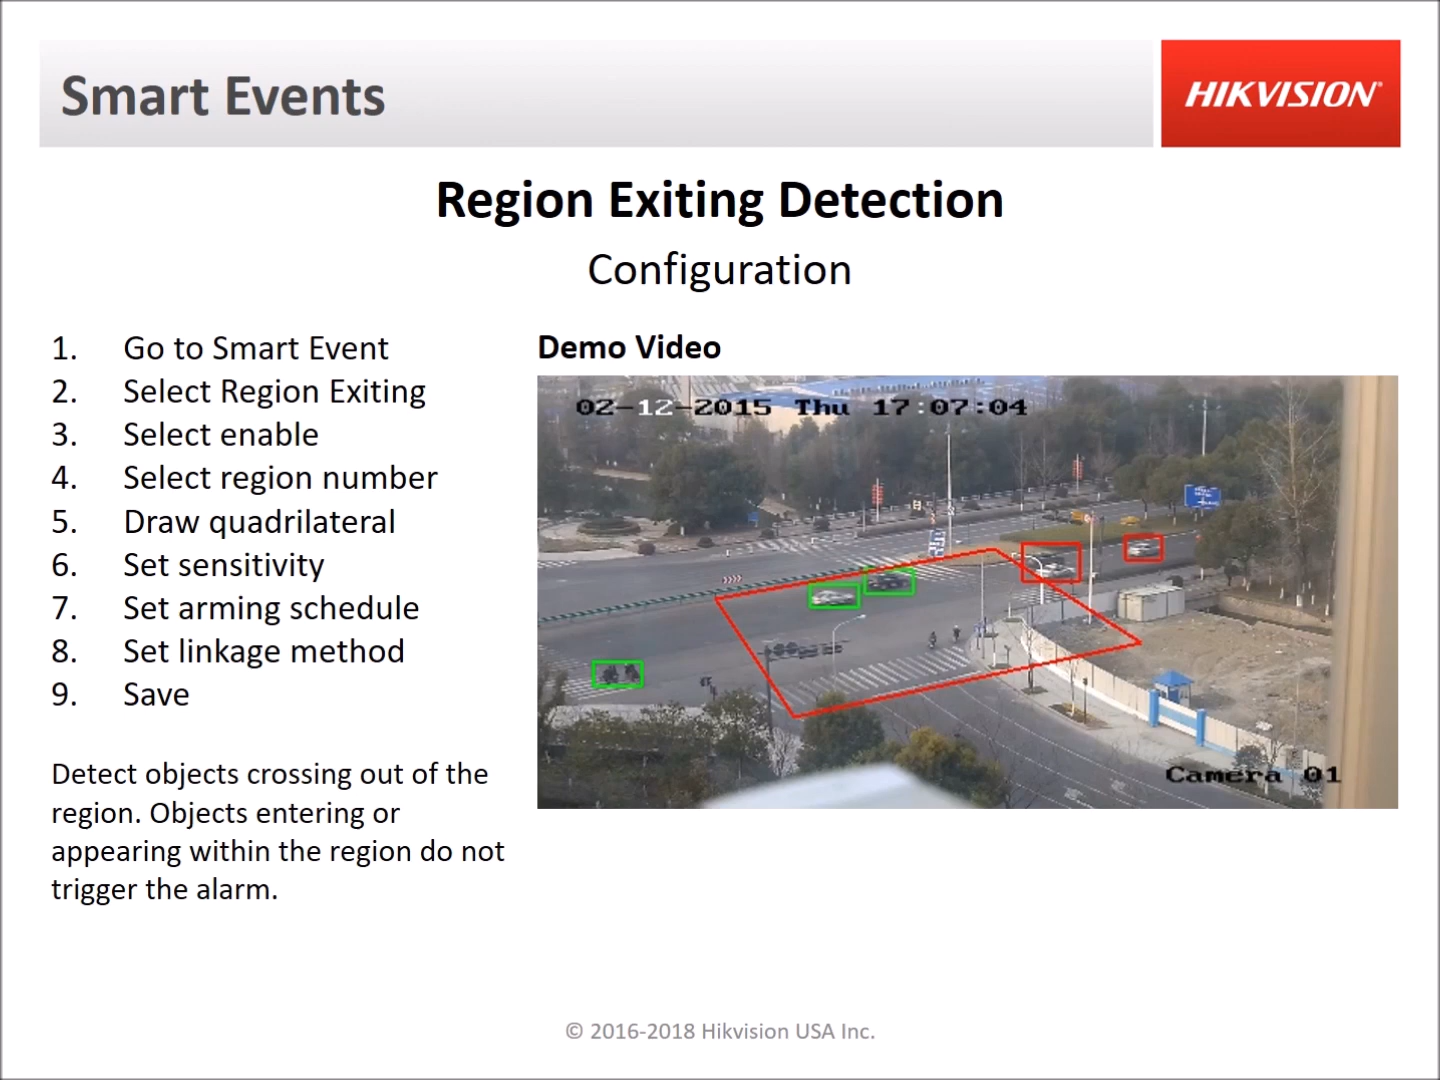 Smart Events
HIKVISION®
Region Exiting Detection
Configuration
1. Go to Smart Event
2. Select Region Exiting
3. Select enable
4. Select region number
5. Draw quadrilateral
6. Set sensitivity
7. Set arming schedule
8. Set linkage method
9. Save
Detect objects crossing out of the
region. Objects entering or
appearing within the region do not
trigger the alarm.
Demo Video
02-12-2015 Thu 17:07:04
Camera 01
© 2016-2018 Hikvision USA Inc.